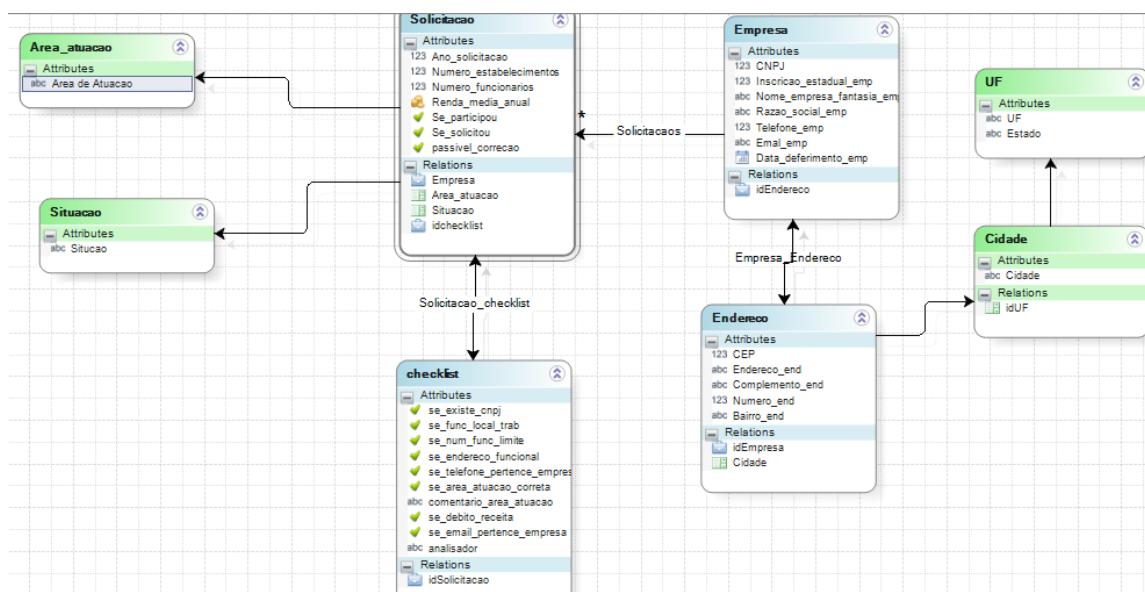 Area_atuacao
Attributes
abc Area de Atuacao
Situacao
Attributes
abc Situcao
Solicitacao
Attributes
123 Ano_solicitacao
123 Numero_estabelecimentos
123 Numero_funcionarios
Renda_media_anual
Se_participou
Se_solicitou
passivel_correcao
Relations
Empresa
Area_atuacao
Situacao
idchecklist
*
Solicitacaos
Solicitacao_checklist
checklist
Attributes
se_existe_cnpj
se_func_local_trab
se_num_func_limite
se_endereco_funcional
se_telefone_pertence_empres
se_area_atuacao_correta
abc comentario_area_atuacao
se_debito_receita
se_email_pertence_empresa
abc analisador
Relations
idSolicitacao
Empresa
Attributes
123 CNPJ
123 Inscricao_estadual_emp
abc Nome_empresa_fantasia_em
abc Razao_social_emp
123 Telefone_emp
abc Emal_emp
Data_deferimento_emp
Relations
idEndereco
Empresa_Endereco
Endereco
Attributes
123 CEP
abc Endereco_end
abc Complemento_end
123 Numero_end
abc Bairro_end
Relations
idEmpresa
Cidade
UF
Attributes
abc UF
abc Estado
Cidade
Attributes
abc Cidade
Relations
idUF